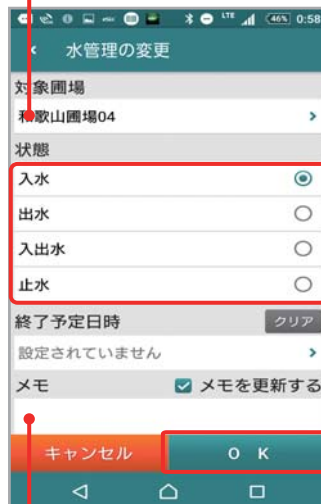 LTE 46% 0:58
水管理の変更
対象圃場
和歌山圃場04
状態
入水
出水
入出水
止水
終了予定日時 クリア
設定されていません
メモ メモを更新する
キャンセル O K